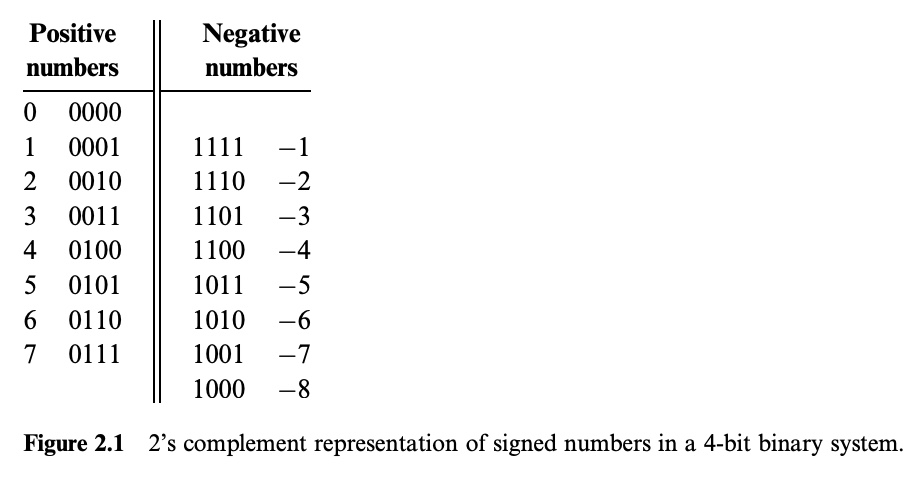 Positive numbers Negative numbers
0 0000
1 0001 1111 −1
2 0010 1110 −2
3 0011 1101 −3
4 0100 1100 −4
5 0101 1011 −5
6 0110 1010 −6
7 0111 1001 −7
1000 −8
Figure 2.1 2’s complement representation of signed numbers in a 4-bit binary system.